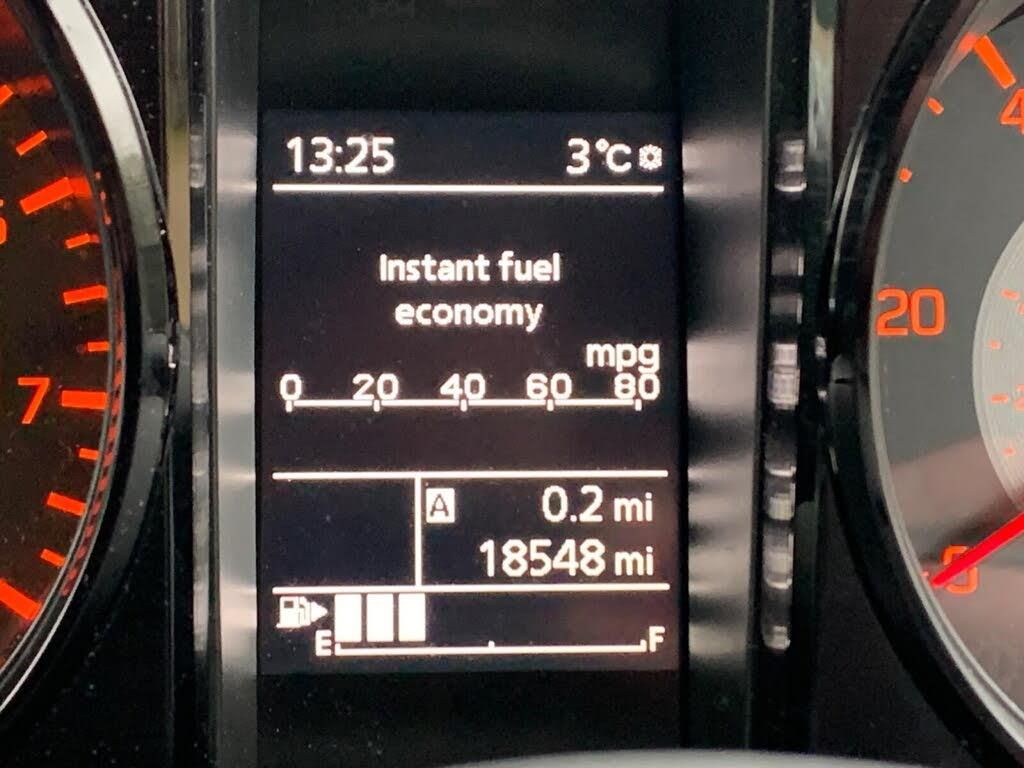 13:25 3°C
Instant fuel
economy
mpg
0 20 40 60 80
A 0.2 mi
18548 mi
E F
7
20
0